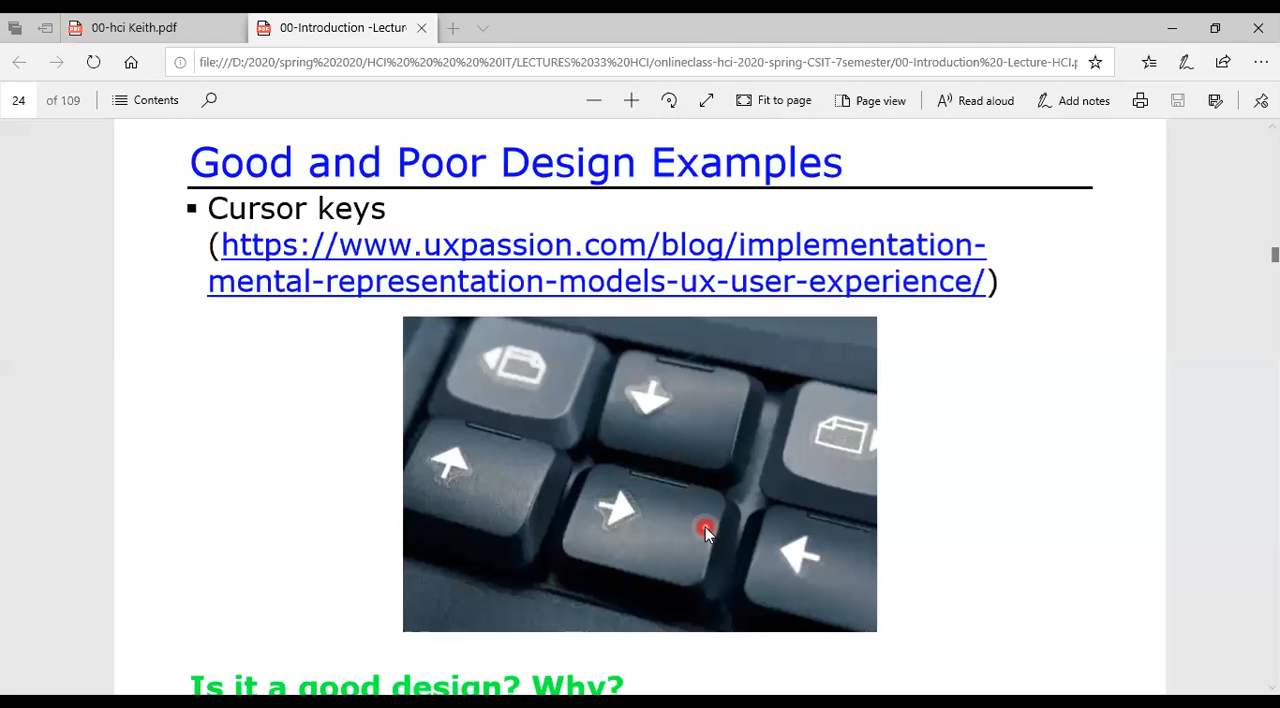 00-hci Keith.pdf
00-Introduction -Lectur
file:///D:/2020/spring%202020/HCI%20%20%20%20%20IT/LECTURES%2033%20HCI/onlineclass-hci-2020-spring-CSIT-7semester/00-Introduction%20-Lecture-HCI.p
24 of 109 Contents Fit to page Page view Read aloud Add notes
Good and Poor Design Examples
Cursor keys
(https://www.uxpassion.com/blog/implementation-
mental-representation-models-ux-user-experience/)
Is it a good design? Why?